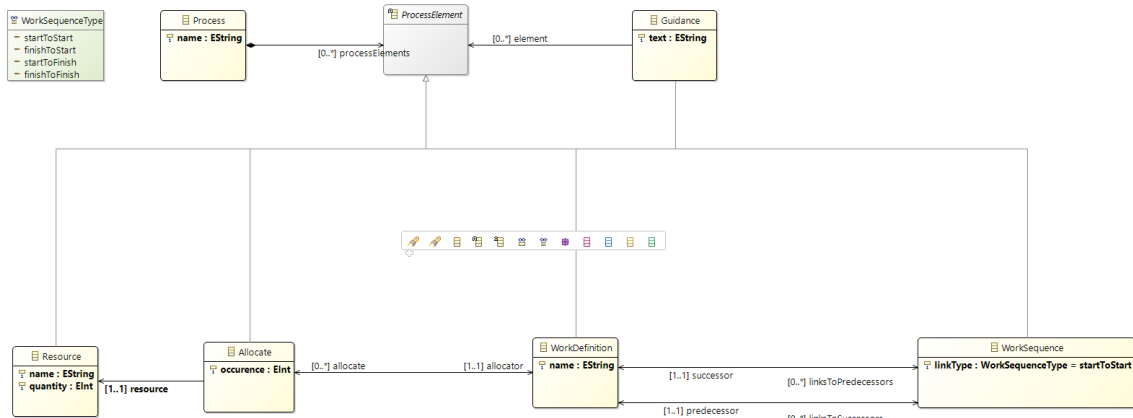 WorkSequenceType
startToStart
finishToStart
startToFinish
finishToFinish
Process
name : EString
[0..*] processElements
ProcessElement
[0..*] element
Guidance
text : EString
Resource
name : EString
quantity : EInt
[1..1] resource
Allocate
occurence : EInt
[0..*] allocate
[1..1] allocator
WorkDefinition
name : EString
[1..1] successor
[0..*] linksToPredecessors
[1..1] predecessor
[0..*] linksToSuccessors
WorkSequence
linkType : WorkSequenceType = startToStart